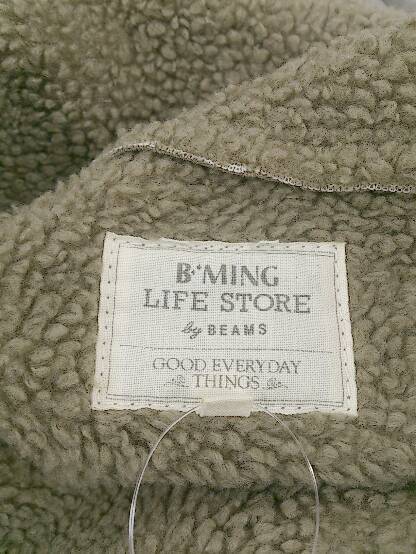 B:MING
LIFE STORE
by BEAMS
GOOD EVERYDAY
THINGS